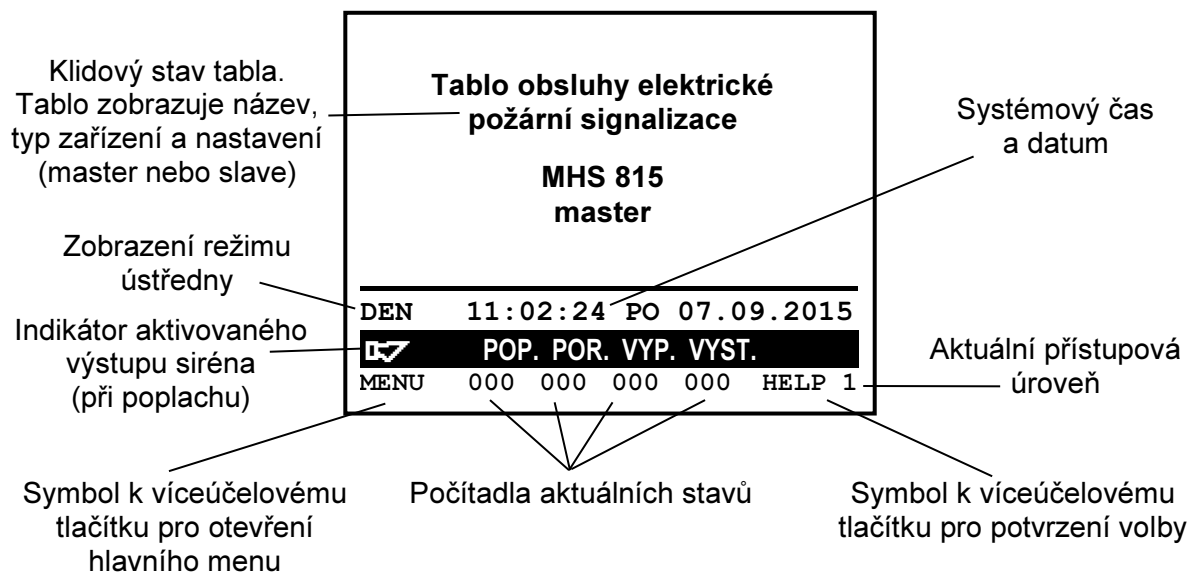 Klidový stav tabla.
Tablo zobrazuje název,
typ zařízení a nastavení
(master nebo slave)
Tablo obsluhy elektrické
požární signalizace
MHS 815
master
Systémový čas
a datum
Zobrazení režimu
ústředny
DEN 11:02:24 PO 07.09.2015
Indikátor aktivovaného
výstupu siréna
(při poplachu)
POP. POR. VYP. VYST.
MENU 000 000 000 000 HELP 1
Aktuální přístupová
úroveň
Symbol k víceúčelovému
tlačítku pro otevření
hlavního menu
Počítadla aktuálních stavů
Symbol k víceúčelovému
tlačítku pro potvrzení volby